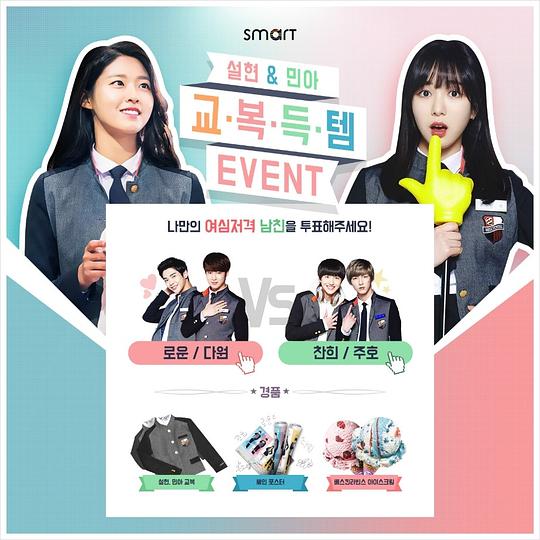 smart
설현 & 민아
교·복·득·템
EVENT
나만의 여심저격 남친을 투표해주세요!
VS
로운 / 다원
찬희 / 주호
경품
설현, 민아 교복
싸인 포스터
베스킨라빈스 아이스크림